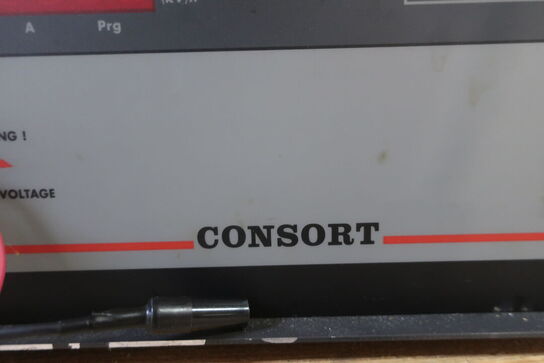 A Prg
NG !
VOLTAGE
CONSORT